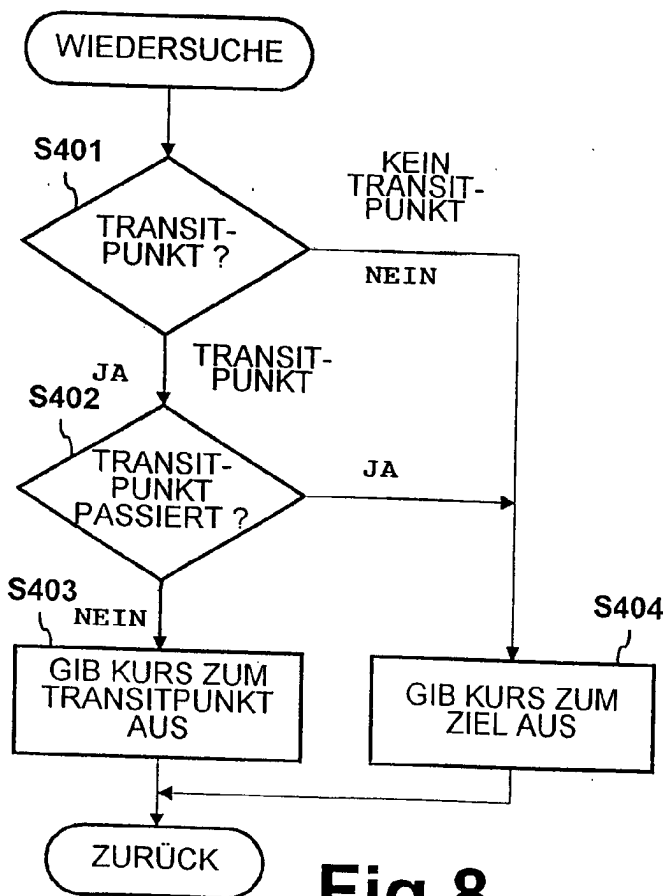 WIEDERSUCHE
S401
KEIN
TRANSIT-
PUNKT
TRANSIT-
PUNKT ?
NEIN
JA
TRANSIT-
PUNKT
S402
TRANSIT-
PUNKT
PASSIERT ?
JA
S403
NEIN
S404
GIB KURS ZUM
TRANSITPUNKT
AUS
GIB KURS ZUM
ZIEL AUS
ZURÜCK
Fig.8